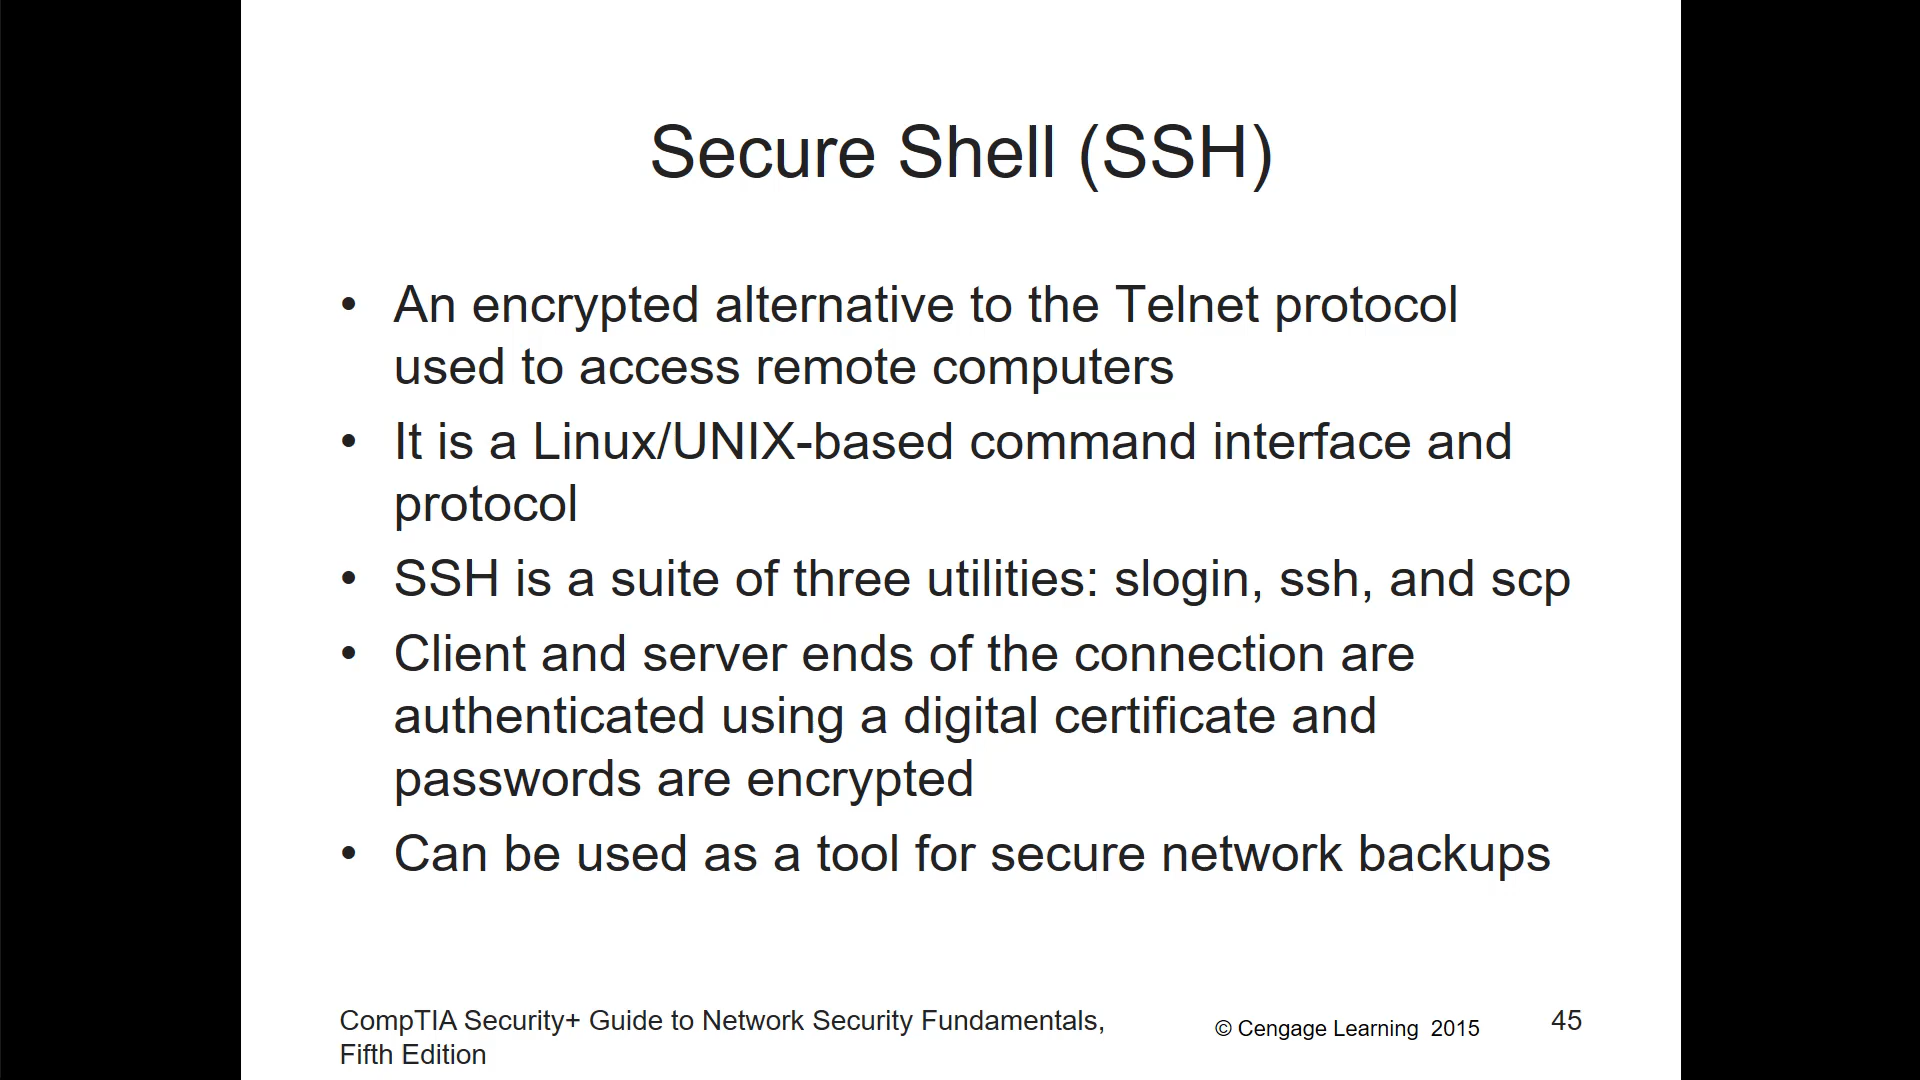 Secure Shell (SSH)
• An encrypted alternative to the Telnet protocol
used to access remote computers
• It is a Linux/UNIX-based command interface and
protocol
• SSH is a suite of three utilities: slogin, ssh, and scp
• Client and server ends of the connection are
authenticated using a digital certificate and
passwords are encrypted
• Can be used as a tool for secure network backups
CompTIA Security+ Guide to Network Security Fundamentals,
Fifth Edition
© Cengage Learning 2015
45